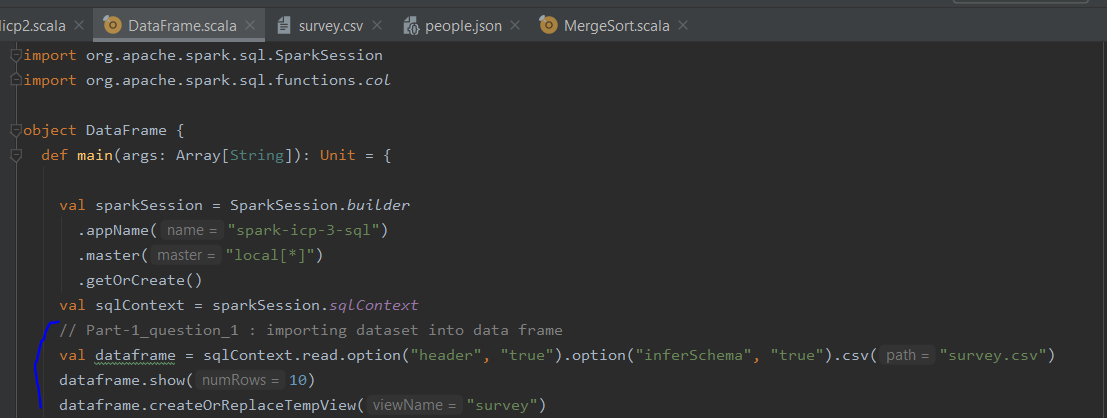 licp2.scala DataFrame.scala survey.csv people.json MergeSort.scala
import org.apache.spark.sql.SparkSession
import org.apache.spark.sql.functions.col
object DataFrame {
def main(args: Array[String]): Unit = {
val sparkSession = SparkSession.builder
.appName( name = "spark-icp-3-sql")
.master( master = "local[*]")
.getOrCreate()
val sqlContext = sparkSession.sqlContext
// Part-1_question_1 : importing dataset into data frame
val dataframe = sqlContext.read.option("header", "true").option("inferSchema", "true").csv( path = "survey.csv")
dataframe.show( numRows = 10)
dataframe.createOrReplaceTempView( viewName = "survey")